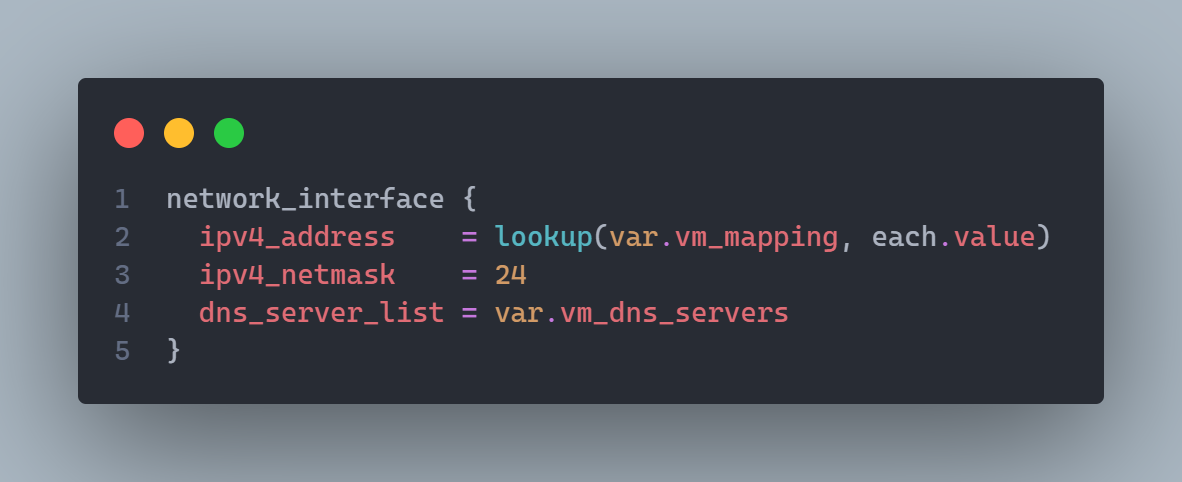 1 network_interface {
2   ipv4_address    = lookup(var.vm_mapping, each.value)
3   ipv4_netmask    = 24
4   dns_server_list = var.vm_dns_servers
5 }